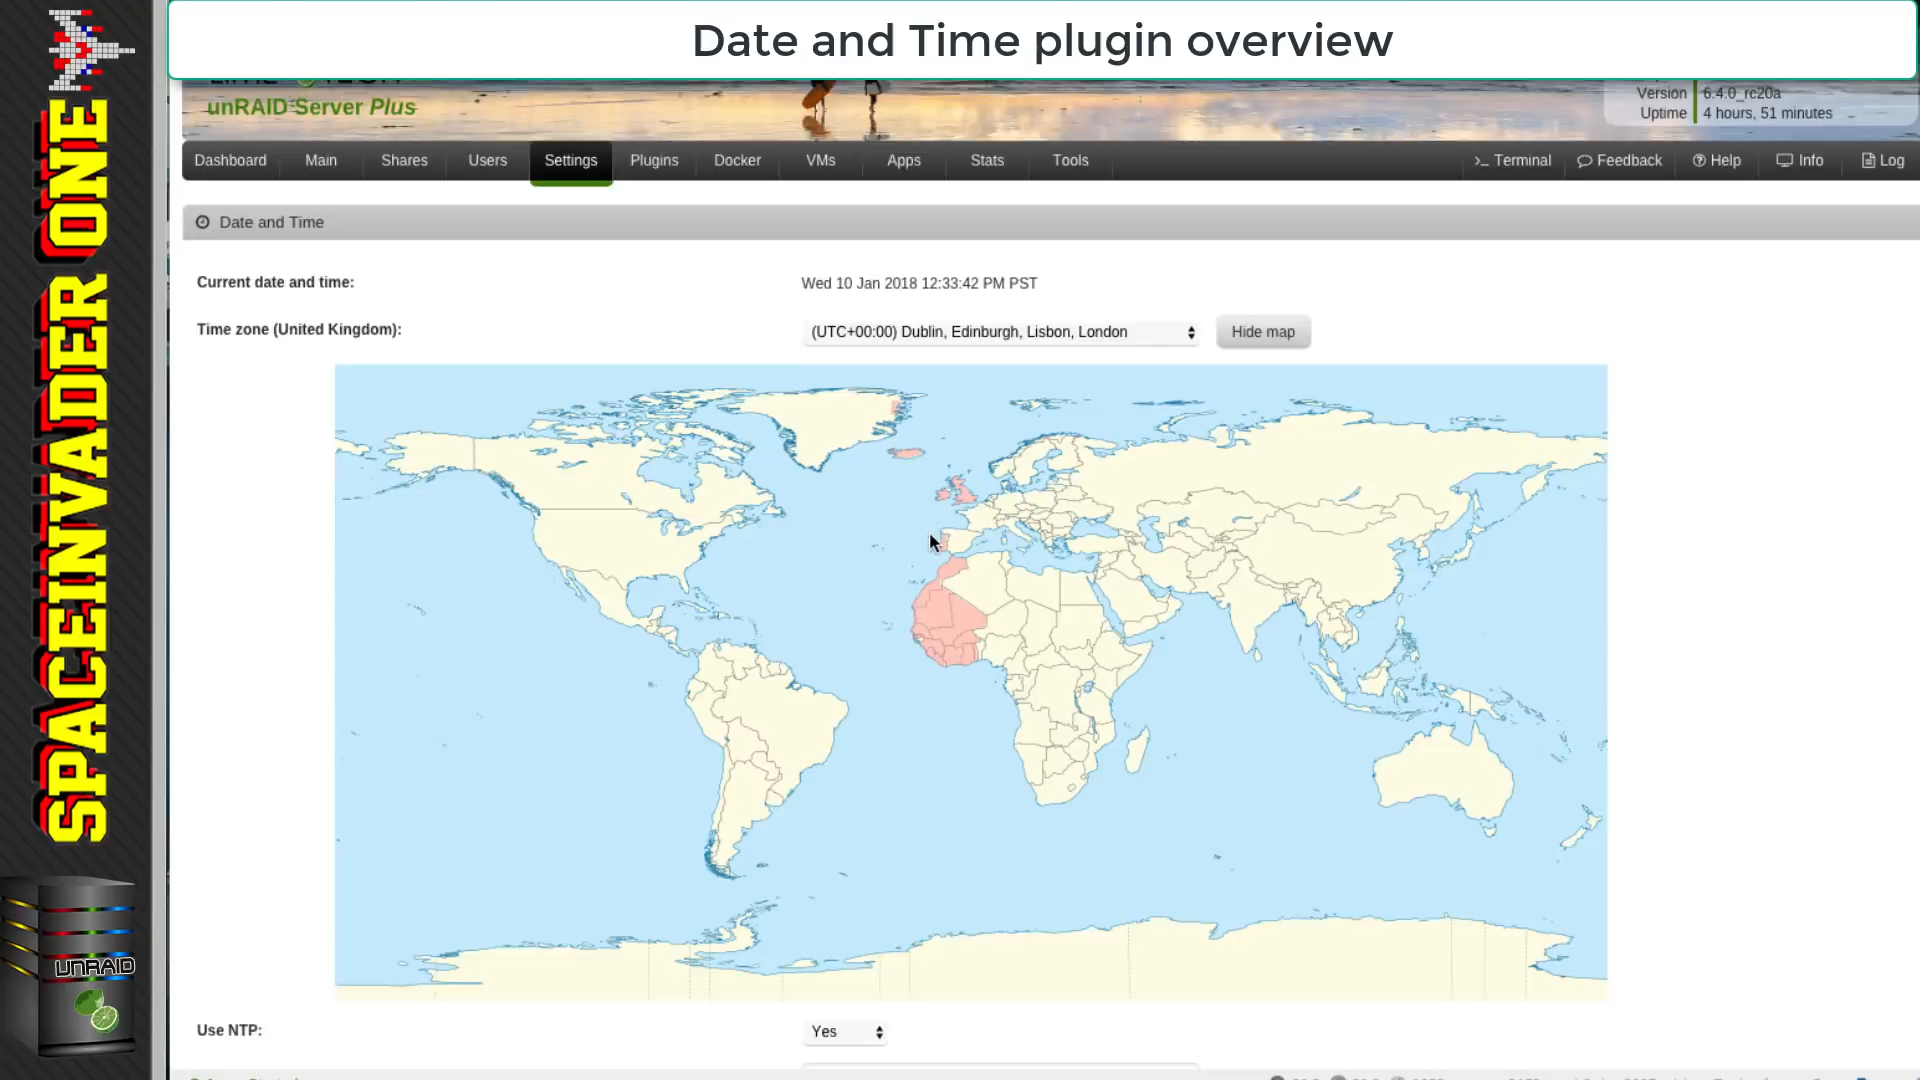 Date and Time plugin overview
SPACEINVADER ONE
unRAID Server Plus
Version 6.4.0_rc20a
Uptime 4 hours, 51 minutes
Dashboard Main Shares Users Settings Plugins Docker VMs Apps Stats Tools >_ Terminal Feedback Help Info Log
Date and Time
Current date and time: Wed 10 Jan 2018 12:33:42 PM PST
Time zone (United Kingdom): (UTC+00:00) Dublin, Edinburgh, Lisbon, London Hide map
UNRAID
Use NTP: Yes